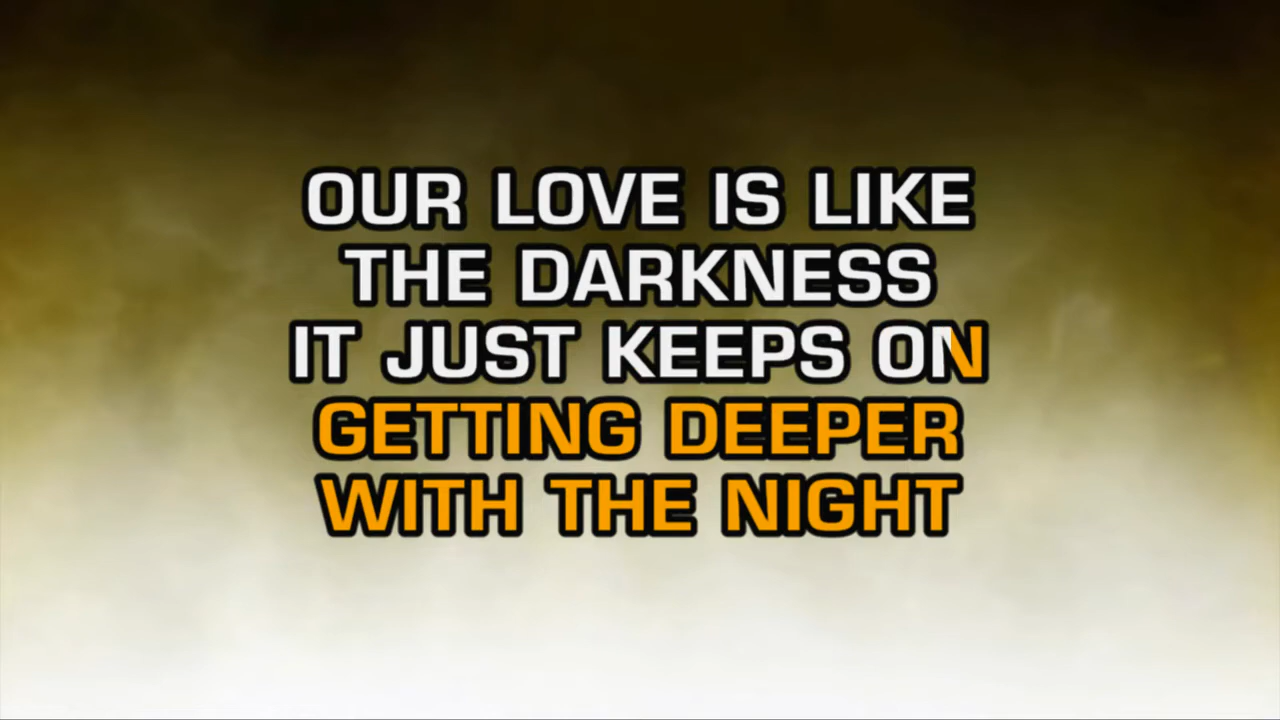 OUR LOVE IS LIKE
THE DARKNESS
IT JUST KEEPS ON
GETTING DEEPER
WITH THE NIGHT